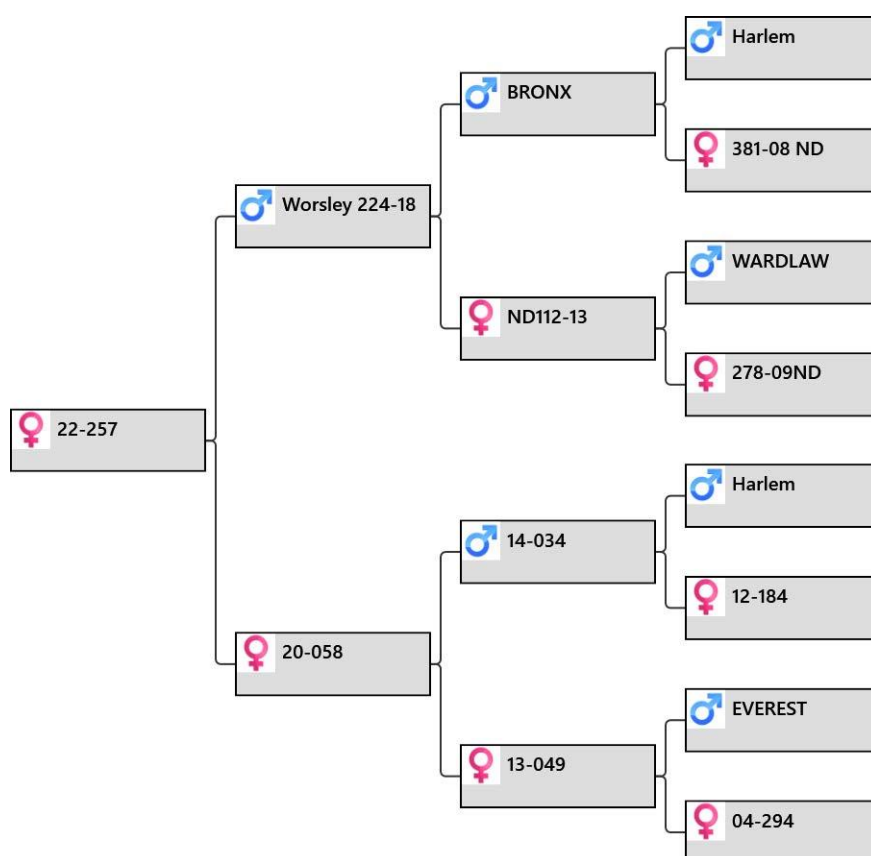 Harlem
BRONX
381-08 ND
Worsley 224-18
WARDLAW
ND112-13
278-09ND
22-257
Harlem
14-034
12-184
20-058
EVEREST
13-049
04-294